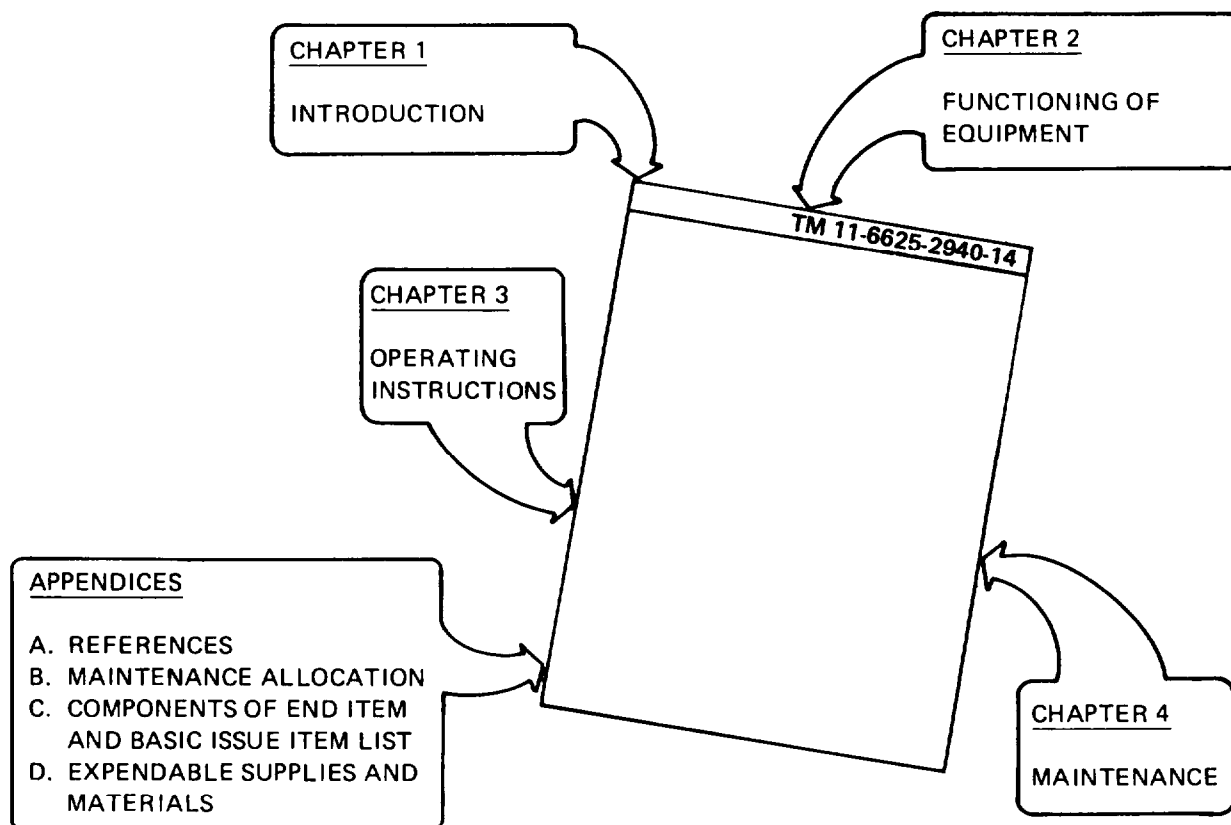 CHAPTER 1
INTRODUCTION
CHAPTER 2
FUNCTIONING OF
EQUIPMENT
TM 11-6625-2940-14
CHAPTER 3
OPERATING
INSTRUCTIONS
APPENDICES
A. REFERENCES
B. MAINTENANCE ALLOCATION
C. COMPONENTS OF END ITEM
AND BASIC ISSUE ITEM LIST
D. EXPENDABLE SUPPLIES AND
MATERIALS
CHAPTER 4
MAINTENANCE